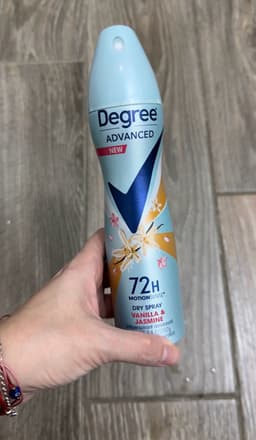 Degree
ADVANCED
NEW
72H
MOTIONSENSE
DRY SPRAY
VANILLA &
JASMINE